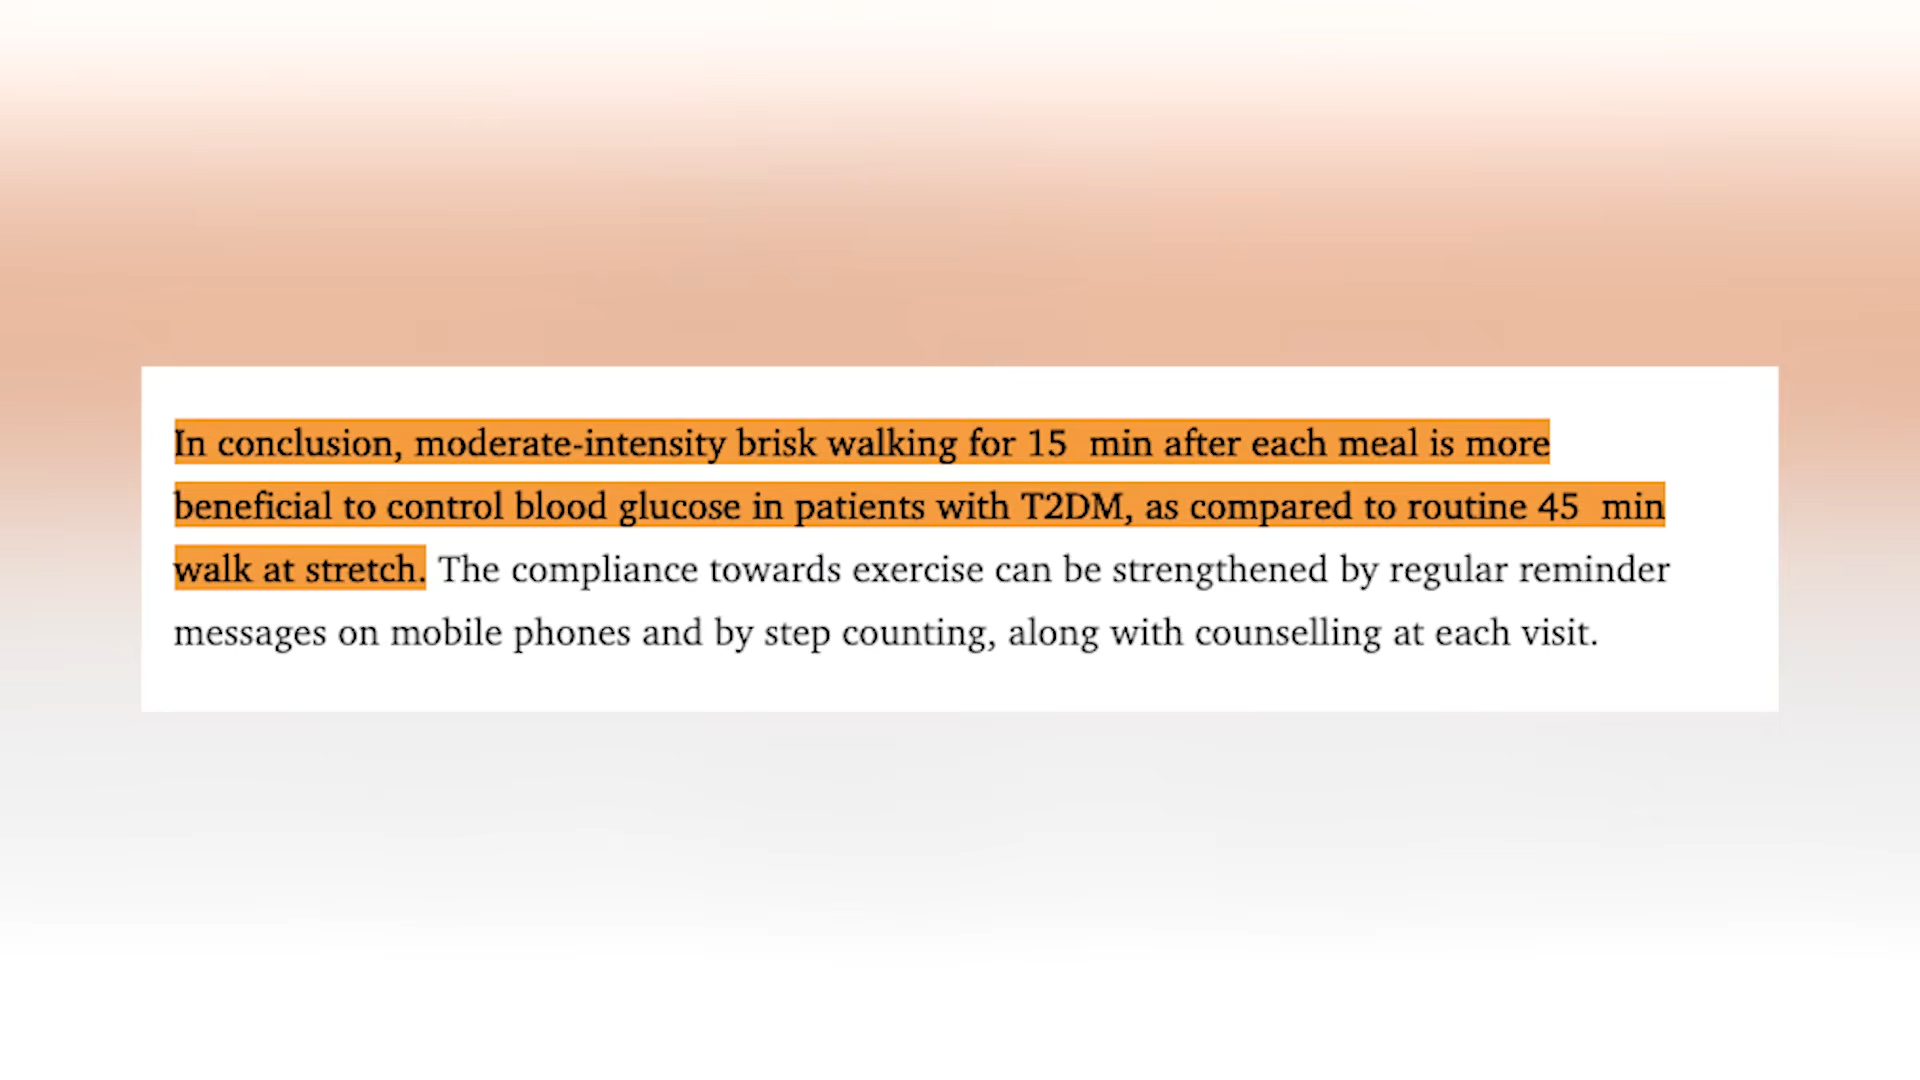 In conclusion, moderate-intensity brisk walking for 15 min after each meal is more
beneficial to control blood glucose in patients with T2DM, as compared to routine 45 min
walk at stretch. The compliance towards exercise can be strengthened by regular reminder
messages on mobile phones and by step counting, along with counselling at each visit.